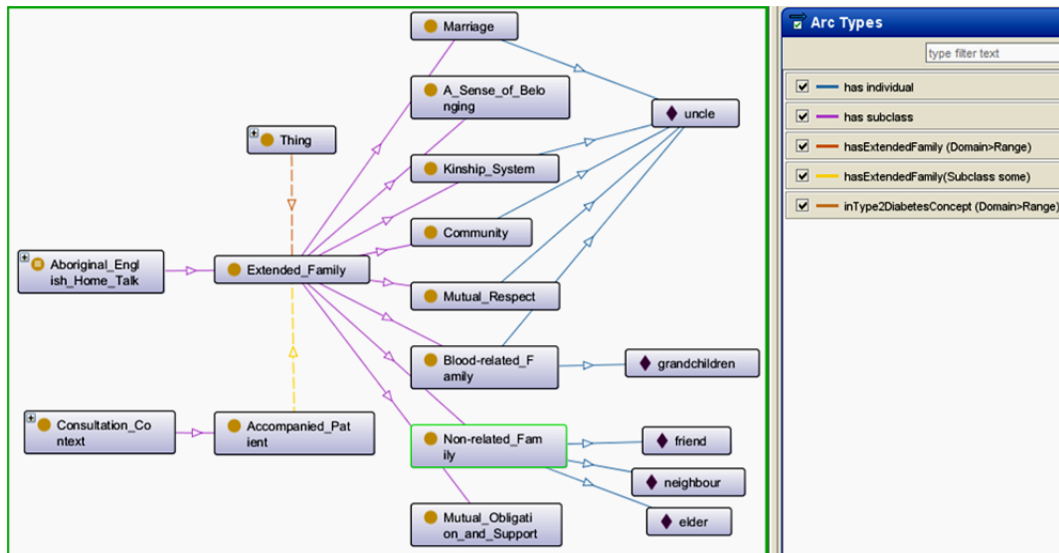 Marriage
A_Sense_of_Belo
nging
uncle
Thing
Kinship_System
Community
Aboriginal_Engl
ish_Home_Talk
Extended_Family
Mutual_Respect
Blood-related_F
amily
grandchildren
Consultation_Co
ntext
Accompanied_Pat
ient
Non-related_Fam
ily
friend
neighbour
elder
Mutual_Obligati
on_and_Support
Arc Types
type filter text
has individual
has subclass
hasExtendedFamily (Domain>Range)
hasExtendedFamily(Subclass some)
inType2DiabetesConcept (Domain>Range)